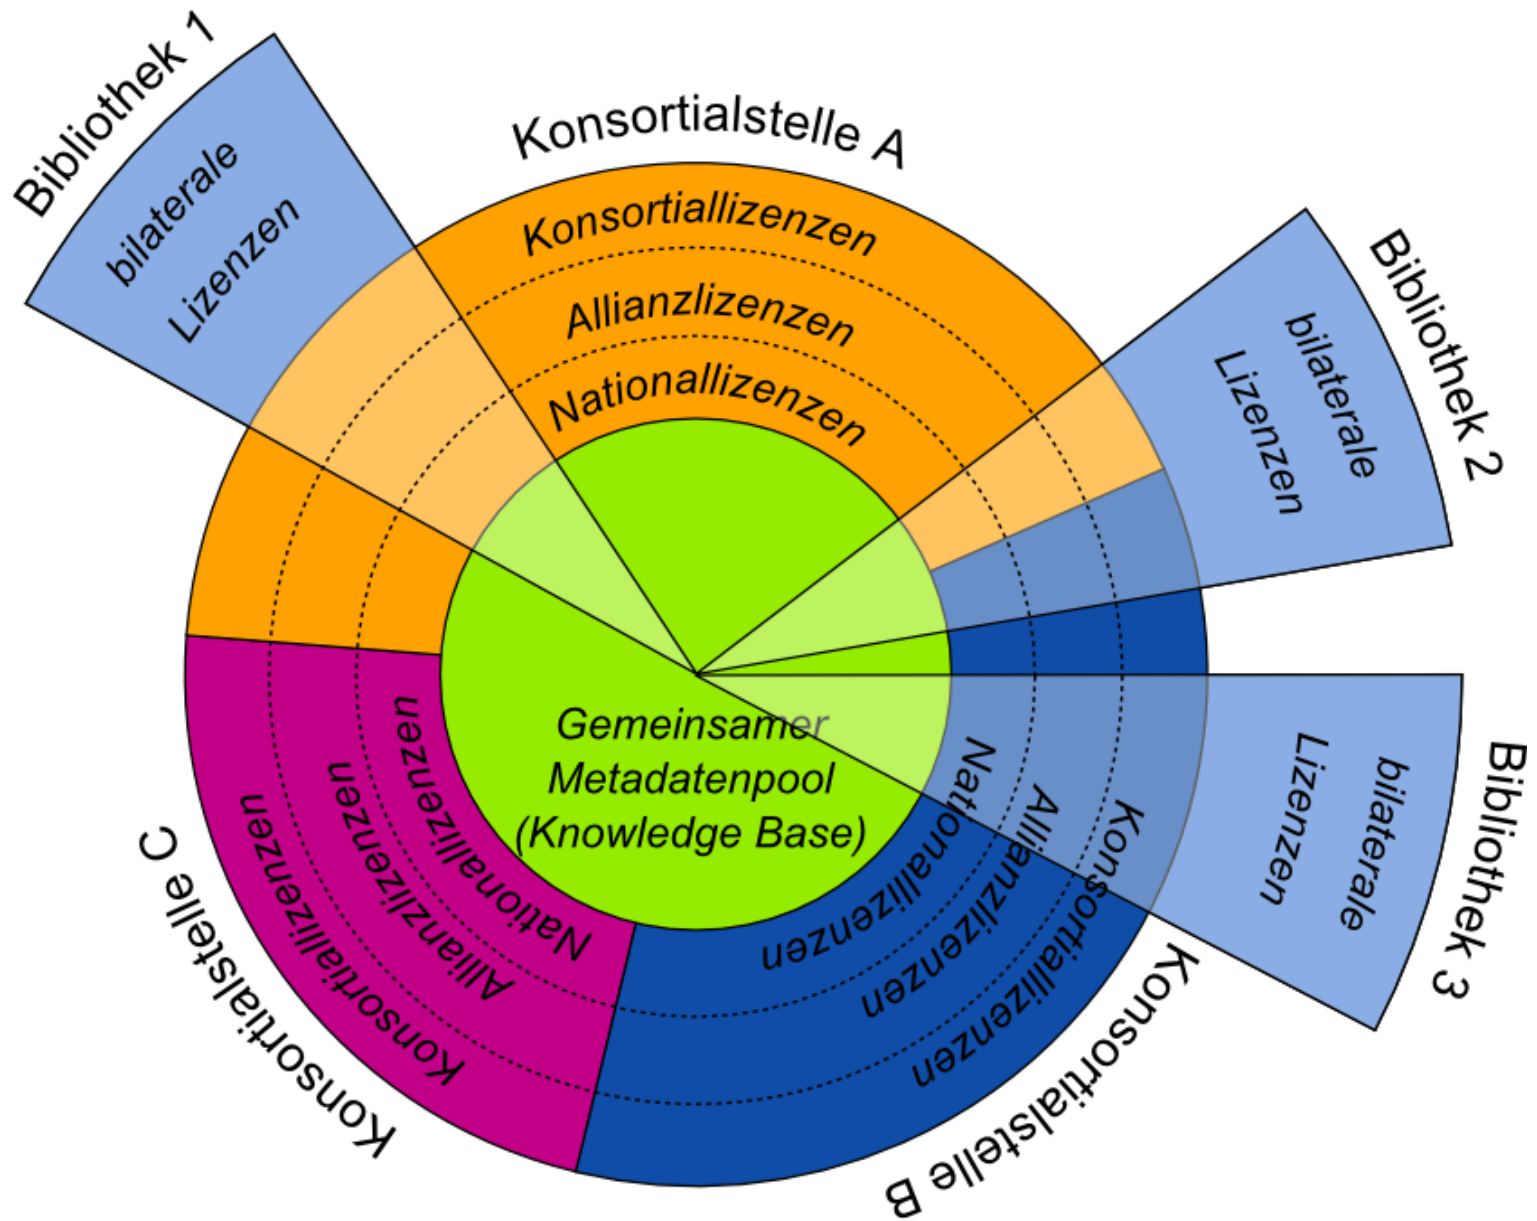 Bibliothek 1
bilaterale
Lizenzen
Konsortialstelle A
Konsortiallizenzen
Allianzlizenzen
Nationallizenzen
Bibliothek 2
bilaterale
Lizenzen
Gemeinsamer
Metadatenpool
(Knowledge Base)
Nationallizenzen
Allianzlizenzen
Konsortiallizenzen
Konsortialstelle B
Bibliothek 3
bilaterale
Lizenzen
Nationallizenzen
Allianzlizenzen
Konsortiallizenzen
Konsortialstelle C